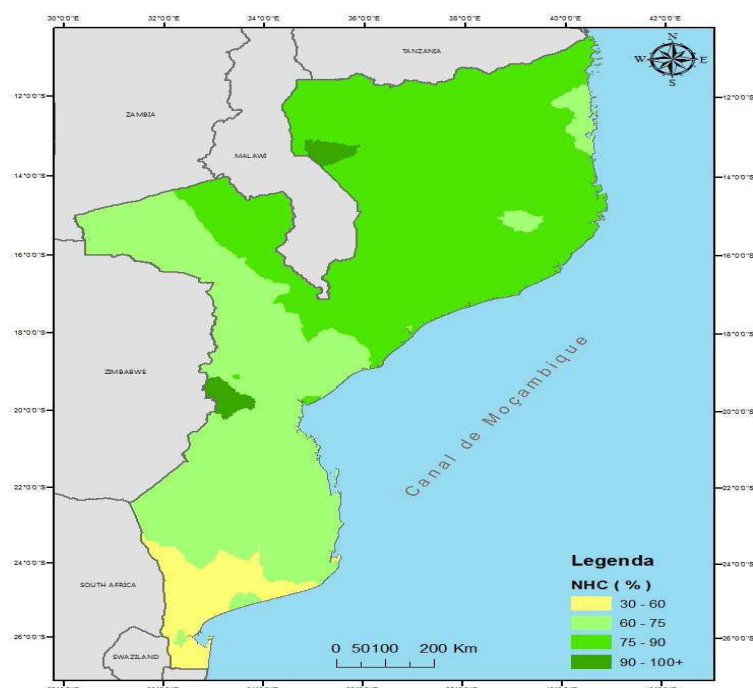 30°0'0"E 32°0'0"E 34°0'0"E 36°0'0"E 38°0'0"E 40°0'0"E 42°0'0"E
TANZANIA
N
W E
S
12°0'0"S 12°0'0"S
ZAMBIA
MALAWI
14°0'0"S 14°0'0"S
16°0'0"S 16°0'0"S
18°0'0"S 18°0'0"S
ZIMBABWE
20°0'0"S 20°0'0"S
Canal de Moçambique
22°0'0"S 22°0'0"S
24°0'0"S 24°0'0"S
Legenda
SOUTH AFRICA
NHC ( % )
30 - 60
60 - 75
26°0'0"S 26°0'0"S
0 50100 200 Km
75 - 90
SWAZILAND
90 - 100+